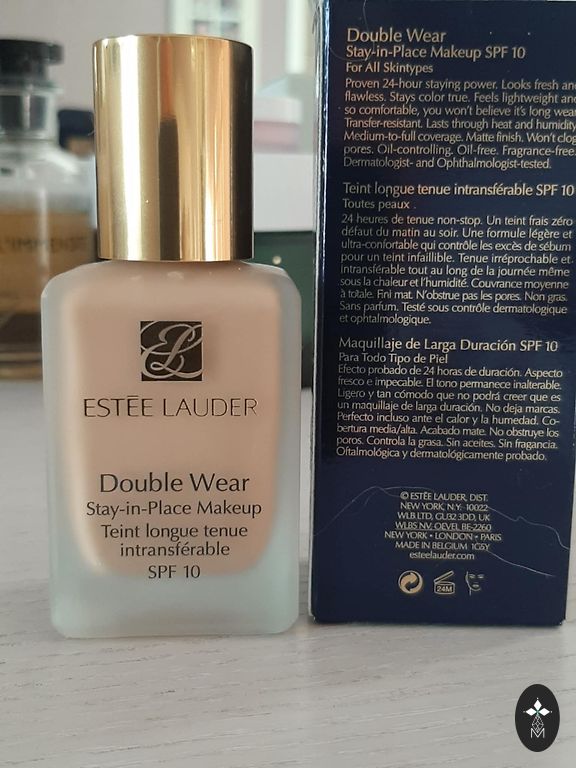 L'IMMENSITÉ
ESTĒE LAUDER
Double Wear
Stay-in-Place Makeup
Teint longue tenue
intransférable
SPF 10
Double Wear
Stay-in-Place Makeup SPF 10
For All Skintypes
Proven 24-hour staying power. Looks fresh and
flawless. Stays color true. Feels lightweight and
so comfortable, you won't believe it's long wear.
Transfer-resistant. Lasts through heat and humidity.
Medium-to-full coverage. Matte finish. Won't clog
pores. Oil-controlling. Oil-free. Fragrance-free.
Dermatologist- and Ophthalmologist-tested.
Teint longue tenue intransférable SPF 10
Toutes peaux
24 heures de tenue non-stop. Un teint frais zéro
défaut du matin au soir. Une formule légère et
ultra-confortable qui contrôle les excès de sébum
pour un teint infaillible. Tenue irréprochable et
intransférable tout au long de la journée même
sous la chaleur et l'humidité. Couvrance moyenne
à totale. Fini mat. N'obstrue pas les pores. Non gras.
Sans parfum. Testé sous contrôle dermatologique
et ophtalmologique.
Maquillaje de Larga Duración SPF 10
Para Todo Tipo de Piel
Efecto probado de 24 horas de duración. Aspecto
fresco e impecable. El tono permanece inalterable.
Ligero y tan cómodo que no podrá creer que es
un maquillaje de larga duración. No deja marcas.
Perfecto incluso ante el calor y la humedad. Co-
bertura media/alta. Acabado mate. No obstruye los
poros. Controla la grasa. Sin aceites. Sin fragancia.
Oftalmológica y dermatológicamente probado.
© ESTĒE LAUDER, DIST.
NEW YORK, N.Y. 10022
WLB LTD, GU32 3DD, UK
WLBS NV. OEVEL BE-2260
NEW YORK • LONDON • PARIS
MADE IN BELGIUM 1G5Y
esteelauder.com
24M
M